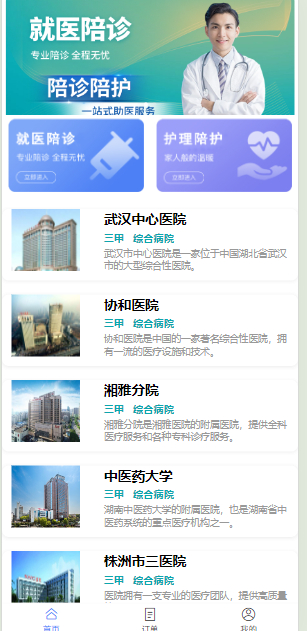 就医陪诊
专业陪诊 全程无忧
陪诊陪护
一站式助医服务
就医陪诊
专业陪诊 全程无忧
立即进入
护理陪护
家人般的温暖
立即进入
武汉中心医院
三甲 综合病院
武汉市中心医院是一家位于中国湖北省武汉
市的大型综合性医院。
协和医院
三甲 综合病院
协和医院是中国的一家著名综合性医院，拥
有一流的医疗设施和技术。
湘雅分院
三甲 综合病院
湘雅分院是湘雅医院的附属医院，提供全科
医疗服务和各种专科诊疗服务。
中医药大学
三甲 综合病院
湖南中医药大学的附属医院，也是湖南省中
医药系统的重点医疗机构之一。
株洲市三医院
三甲 综合病院
医院拥有一支专业的医疗团队，提供高质量
首页
订单
我的